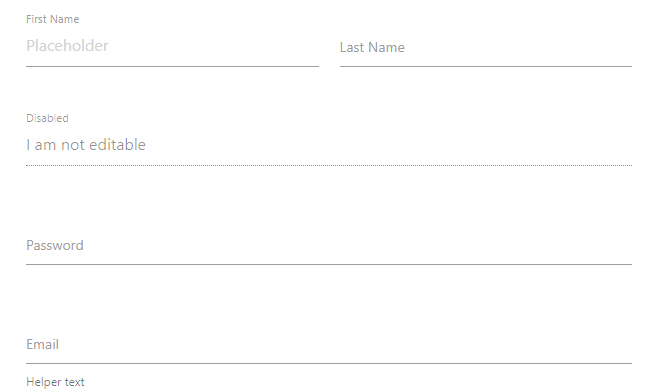 First Name
Placeholder
Last Name
Disabled
I am not editable
Password
Email
Helper text